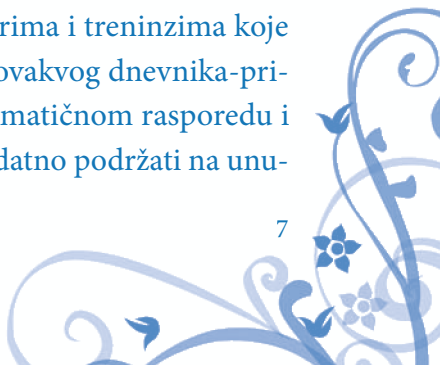 rima i treninzima koje
ovakvog dnevnika-pri-
matičnom rasporedu i
datno podržati na unu-
7